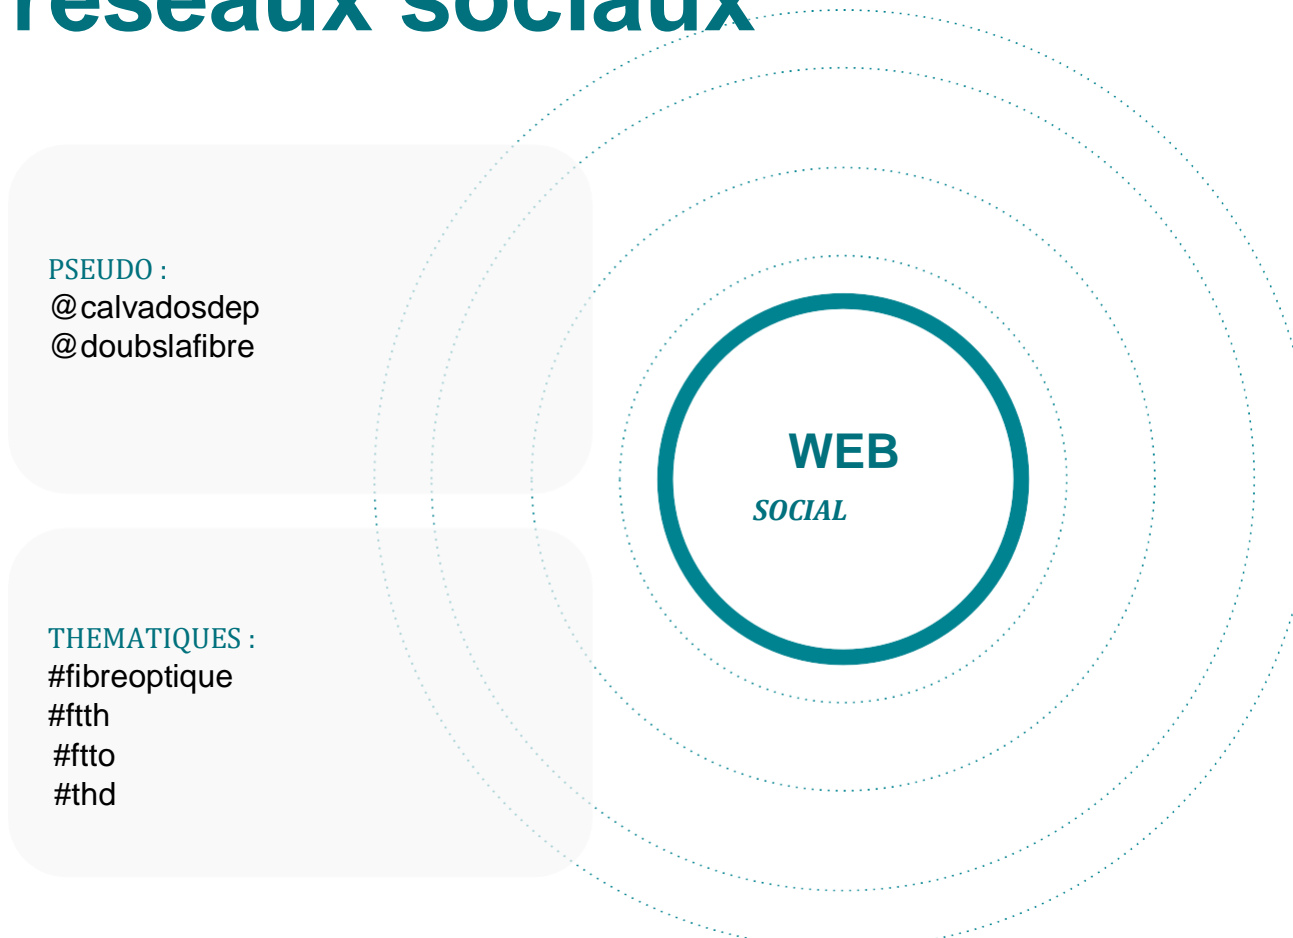 réseaux sociaux
PSEUDO :
@calvadosdep
@doubslafibre
THEMATIQUES :
#fibreoptique
#ftth
#ftto
#thd
WEB
SOCIAL